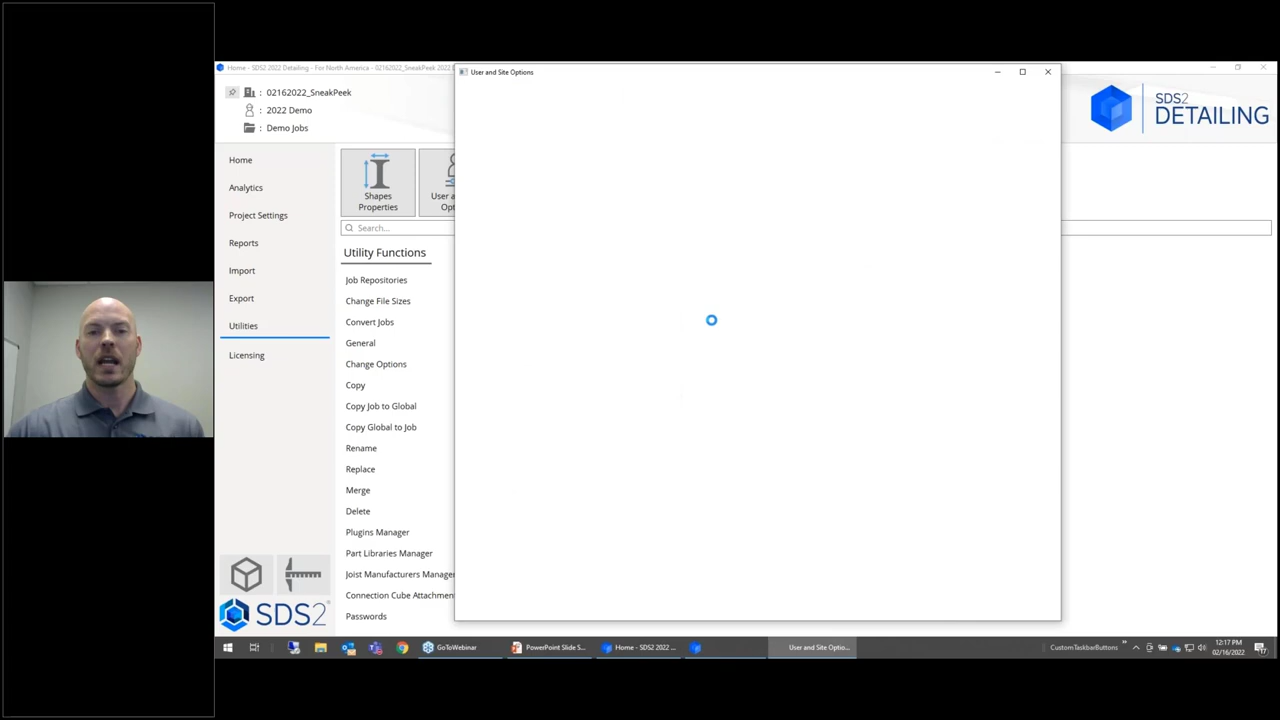 Home - SDS2 2022 Detailing - For North America - 02162022_SneakPeek 2022 D
User and Site Options
: 02162022_SneakPeek
: 2022 Demo
: Demo Jobs
SDS2
DETAILING
Home
Analytics
Project Settings
Reports
Import
Export
Utilities
Licensing
Shapes
Properties
User a
Opt
Search...
Utility Functions
Job Repositories
Change File Sizes
Convert Jobs
General
Change Options
Copy
Copy Job to Global
Copy Global to Job
Rename
Replace
Merge
Delete
Plugins Manager
Part Libraries Manager
Joist Manufacturers Manager
Connection Cube Attachment
Passwords
SDS2
GoToWebinar
PowerPoint Slide S...
Home - SDS2 2022 ...
User and Site Optio...
CustomTaskbarButtons
12:17 PM
02/16/2022